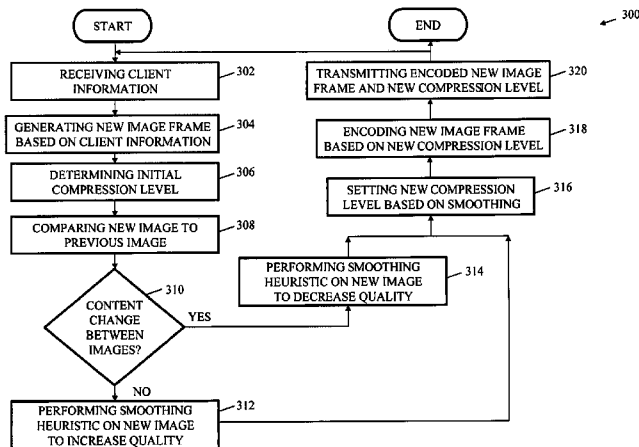 START
END
300
RECEIVING CLIENT
INFORMATION
302
GENERATING NEW IMAGE FRAME
BASED ON CLIENT INFORMATION
304
DETERMINING INITIAL
COMPRESSION LEVEL
306
COMPARING NEW IMAGE TO
PREVIOUS IMAGE
308
CONTENT
CHANGE
BETWEEN
IMAGES?
310
YES
NO
PERFORMING SMOOTHING
HEURISTIC ON NEW IMAGE
TO INCREASE QUALITY
312
PERFORMING SMOOTHING
HEURISTIC ON NEW IMAGE
TO DECREASE QUALITY
314
SETTING NEW COMPRESSION
LEVEL BASED ON SMOOTHING
316
ENCODING NEW IMAGE FRAME
BASED ON NEW COMPRESSION LEVEL
318
TRANSMITTING ENCODED NEW IMAGE
FRAME AND NEW COMPRESSION LEVEL
320